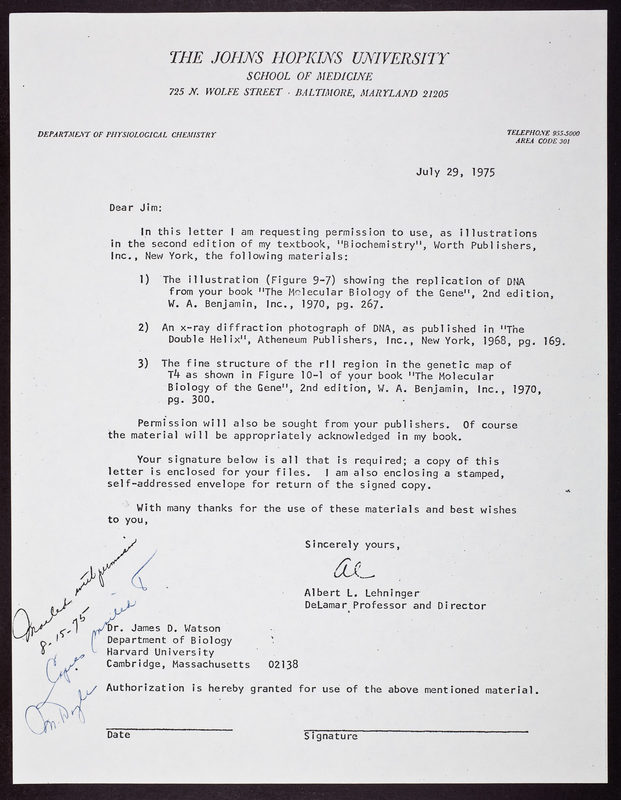 THE JOHNS HOPKINS UNIVERSITY
SCHOOL OF MEDICINE
725 N. WOLFE STREET · BALTIMORE, MARYLAND 21205
DEPARTMENT OF PHYSIOLOGICAL CHEMISTRY
TELEPHONE 955-5000
AREA CODE 301
July 29, 1975
Dear Jim:
In this letter I am requesting permission to use, as illustrations
in the second edition of my textbook, "Biochemistry", Worth Publishers,
Inc., New York, the following materials:
1) The illustration (Figure 9-7) showing the replication of DNA
from your book "The Molecular Biology of the Gene", 2nd edition,
W. A. Benjamin, Inc., 1970, pg. 267.
2) An x-ray diffraction photograph of DNA, as published in "The
Double Helix", Atheneum Publishers, Inc., New York, 1968, pg. 169.
3) The fine structure of the rII region in the genetic map of
T4 as shown in Figure 10-1 of your book "The Molecular
Biology of the Gene", 2nd edition, W. A. Benjamin, Inc., 1970,
pg. 300.
Permission will also be sought from your publishers. Of course
the material will be appropriately acknowledged in my book.
Your signature below is all that is required; a copy of this
letter is enclosed for your files. I am also enclosing a stamped,
self-addressed envelope for return of the signed copy.
With many thanks for the use of these materials and best wishes
to you,
Sincerely yours,
Al
Albert L. Lehninger
DeLamar Professor and Director
Mailed with permission
8-15-75
Copies mailed to
M. Doyle
Dr. James D. Watson
Department of Biology
Harvard University
Cambridge, Massachusetts 02138
Authorization is hereby granted for use of the above mentioned material.
Date
Signature